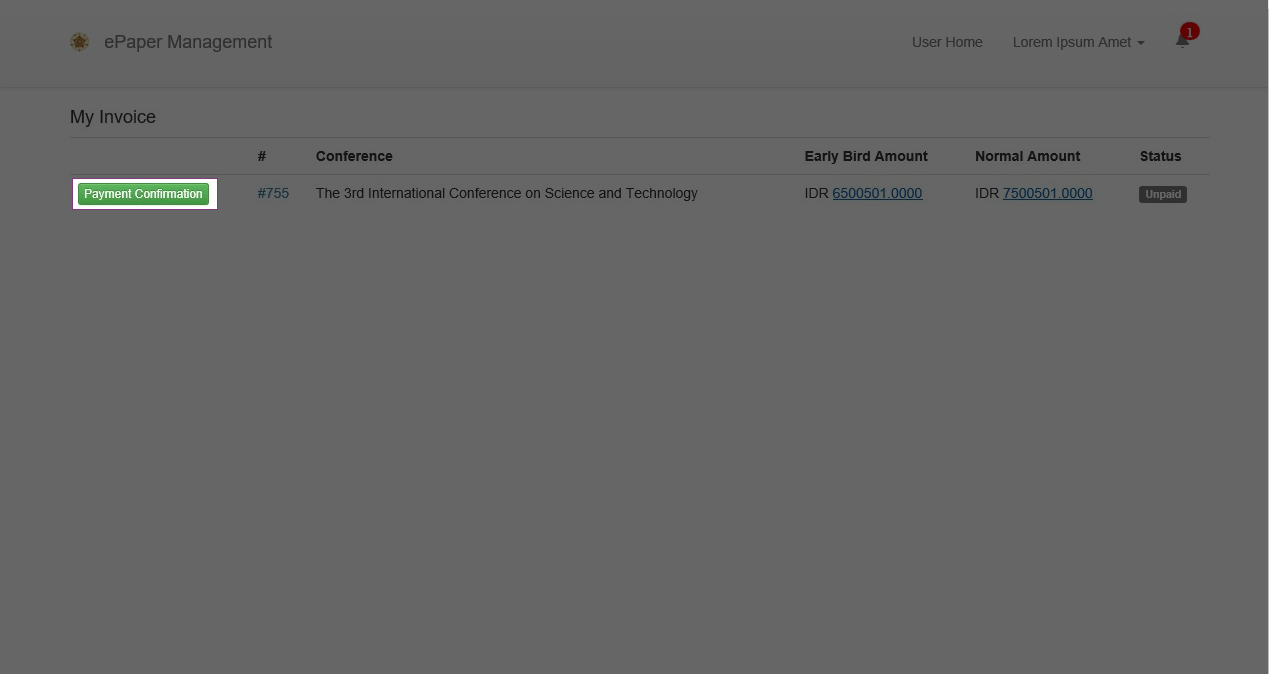 ePaper Management
User Home
Lorem Ipsum Amet
1
My Invoice
# Conference Early Bird Amount Normal Amount Status
Payment Confirmation #755 The 3rd International Conference on Science and Technology IDR 6500501.0000 IDR 7500501.0000 Unpaid